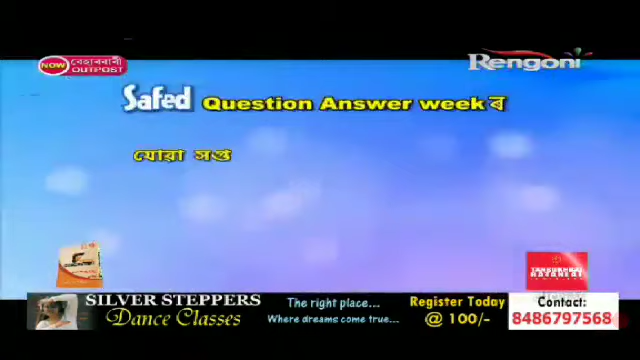 NOW বেহাৰবাৰী
OUTPOST
Rengoni
Safed Question Answer week ৰ
যোৱা সপ্ত
SILVER STEPPERS
Dance Classes
The right place...
Where dreams come true...
Register Today
@ 100/-
Contact:
8486797568